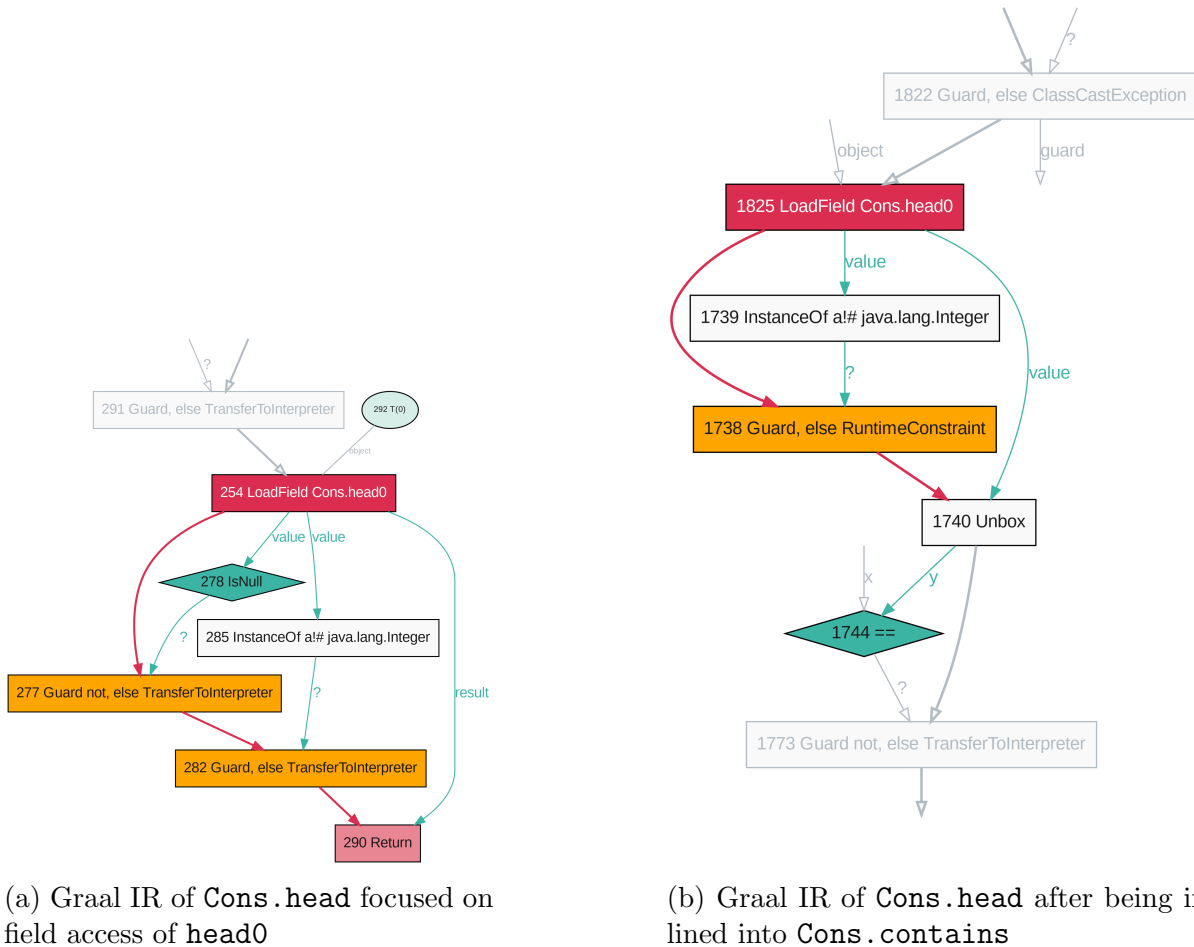 ?
291 Guard, else TransferToInterpreter
292 T(0)
object
254 LoadField Cons.head0
value
value
278 IsNull
285 InstanceOf a!# java.lang.Integer
?
277 Guard not, else TransferToInterpreter
?
result
282 Guard, else TransferToInterpreter
290 Return
(a) Graal IR of Cons.head focused on
field access of head0
?
1822 Guard, else ClassCastException
object
guard
1825 LoadField Cons.head0
value
1739 InstanceOf a!# java.lang.Integer
?
value
1738 Guard, else RuntimeConstraint
1740 Unbox
x
y
1744 ==
?
1773 Guard not, else TransferToInterpreter
(b) Graal IR of Cons.head after being in
lined into Cons.contains